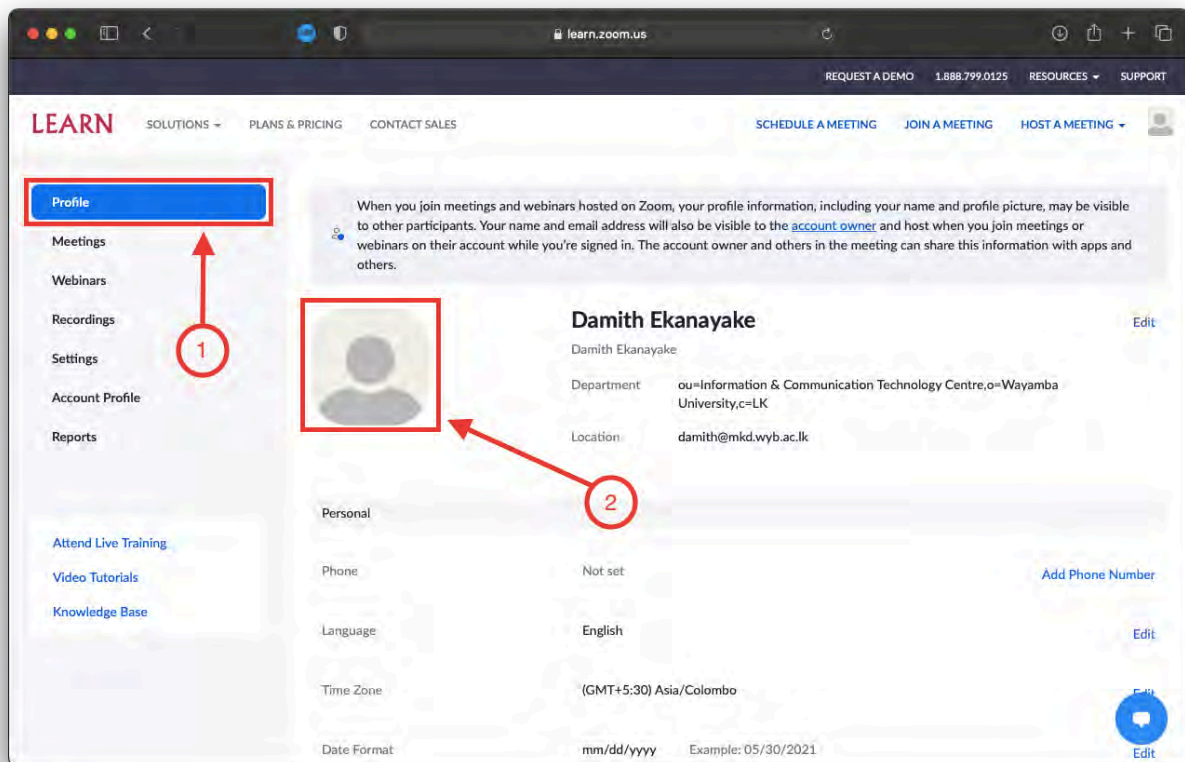 learn.zoom.us
REQUEST A DEMO 1.888.799.0125 RESOURCES SUPPORT
LEARN SOLUTIONS PLANS & PRICING CONTACT SALES SCHEDULE A MEETING JOIN A MEETING HOST A MEETING
Profile
Meetings
Webinars
Recordings
Settings
Account Profile
Reports
Attend Live Training
Video Tutorials
Knowledge Base
1
When you join meetings and webinars hosted on Zoom, your profile information, including your name and profile picture, may be visible
to other participants. Your name and email address will also be visible to the account owner and host when you join meetings or
webinars on their account while you're signed in. The account owner and others in the meeting can share this information with apps and
others.
Damith Ekanayake Edit
Damith Ekanayake
Department ou=Information & Communication Technology Centre,o=Wayamba
University,c=LK
Location damith@mkd.wyb.ac.lk
2
Personal
Phone Not set Add Phone Number
Language English Edit
Time Zone (GMT+5:30) Asia/Colombo Edit
Date Format mm/dd/yyyy Example: 05/30/2021 Edit